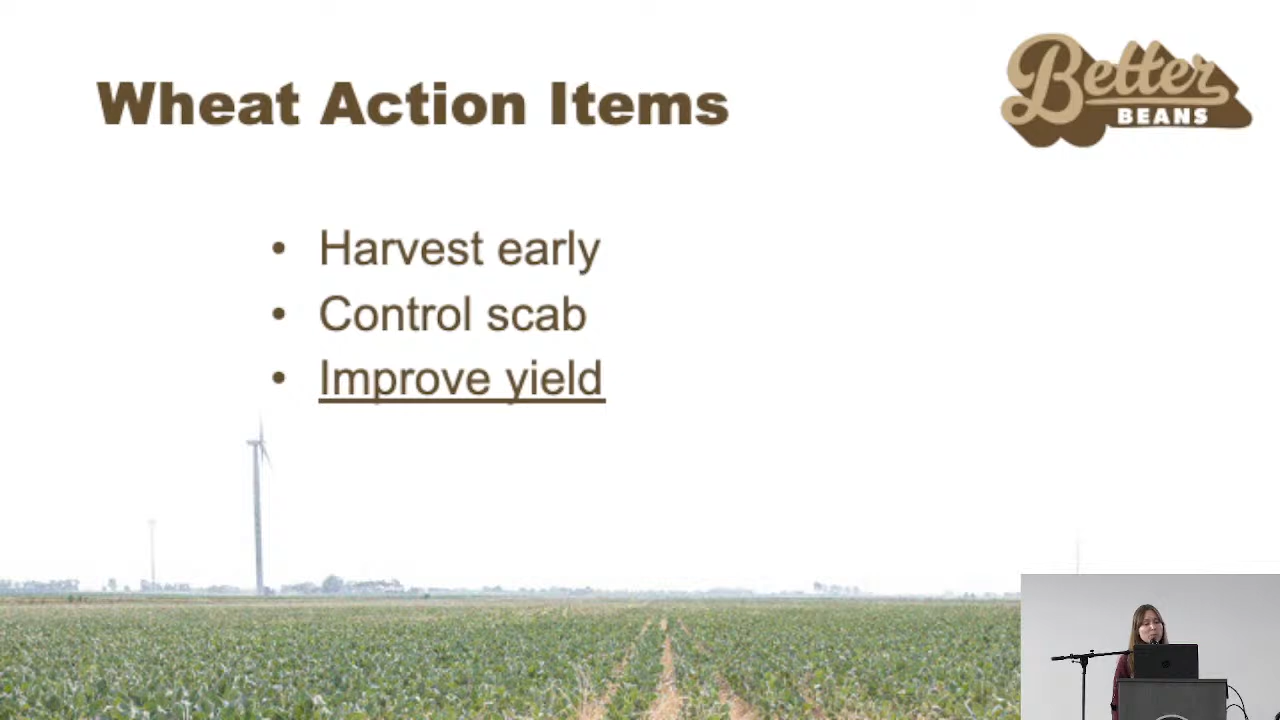 Wheat Action Items
Better
BEANS
• Harvest early
• Control scab
• Improve yield